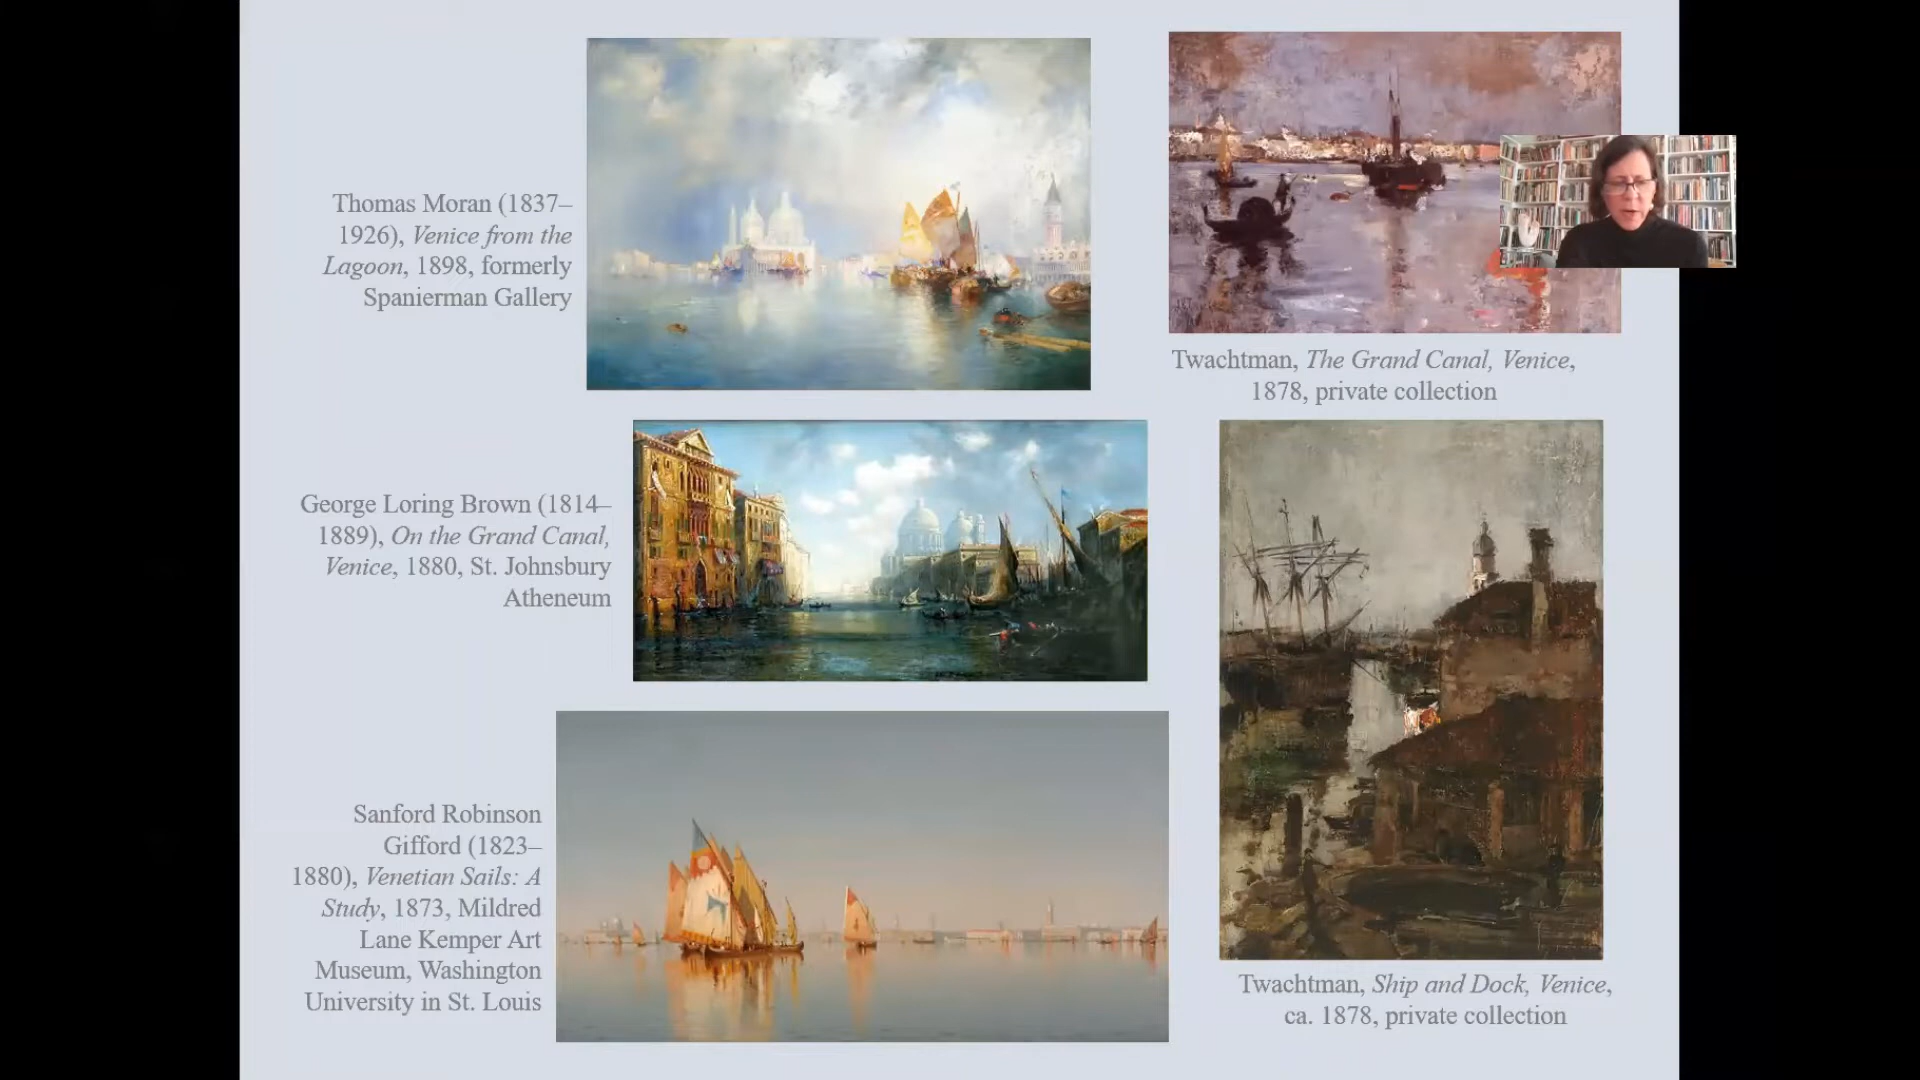 Thomas Moran (1837–
1926), Venice from the
Lagoon, 1898, formerly
Spanierman Gallery
Twachtman, The Grand Canal, Venice,
1878, private collection
George Loring Brown (1814–
1889), On the Grand Canal,
Venice, 1880, St. Johnsbury
Atheneum
Sanford Robinson
Gifford (1823–
1880), Venetian Sails: A
Study, 1873, Mildred
Lane Kemper Art
Museum, Washington
University in St. Louis
Twachtman, Ship and Dock, Venice,
ca. 1878, private collection